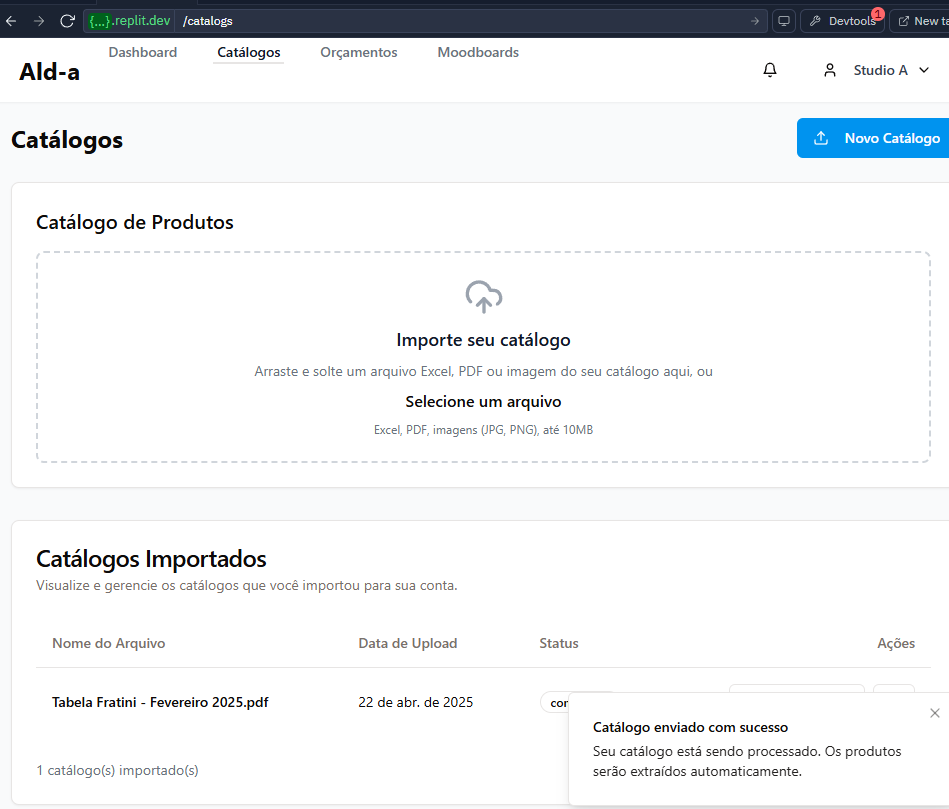 {...}.replit.dev /catalogs
Devtools 1
New ta
Dashboard Catálogos Orçamentos Moodboards
Ald-a
Studio A
Catálogos
Novo Catálogo
Catálogo de Produtos
Importe seu catálogo
Arraste e solte um arquivo Excel, PDF ou imagem do seu catálogo aqui, ou
Selecione um arquivo
Excel, PDF, imagens (JPG, PNG), até 10MB
Catálogos Importados
Visualize e gerencie os catálogos que você importou para sua conta.
Nome do Arquivo Data de Upload Status Ações
Tabela Fratini - Fevereiro 2025.pdf 22 de abr. de 2025
Catálogo enviado com sucesso
Seu catálogo está sendo processado. Os produtos
serão extraídos automaticamente.
1 catálogo(s) importado(s)